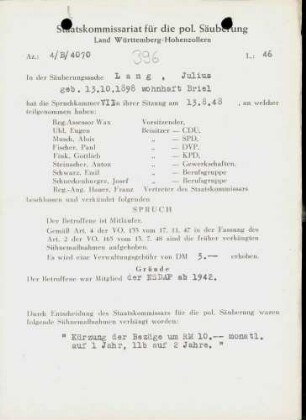 Staatskommissariat für die pol. Säuberung
Land Württemberg-Hohenzollern
Az.: 4/B/4070 396 L.: 46
In der Säuberungssache Lang, Julius
geb. 13.10.1898 wohnhaft Briel
hat die Spruchkammer VII in ihrer Sitzung am 13.8.48, an welcher
teilgenommen haben:
Reg.Assessor Wax Vorsitzender,
Uhl, Eugen Beisitzer — CDU,
Masch, Alois „ — SPD,
Fischer, Paul „ — DVP,
Fink, Gottlieb „ — KPD,
Steinacher, Anton „ — Gewerkschaften,
Schwarz, Emil „ — Berufsgruppe
Schneckenburger, Josef „ — Berufsgruppe
Reg.-Ang. Hauer, Franz Vertreter des Staatskommissars
beschlossen und verkündet folgenden
SPRUCH
Der Betroffene ist Mitläufer.
Gemäß Art. 4 der VO. 133 vom 17. 11. 47 in der Fassung des
Art. 2 der VO. 165 vom 13. 7. 48 sind die früher verhängten
Sühnemaßnahmen aufgehoben.
Es wird eine Verwaltungsgebühr von DM 5.-- erhoben.
Gründe
Der Betroffene war Mitglied der NSDAP ab 1942.
Durch Entscheidung des Staatskommissars für die pol. Säuberung waren
folgende Sühnemaßnahmen verhängt worden:
" Kürzung der Bezüge um RM 10.-- monatl.
auf 1 Jahr, 11b auf 2 Jahre. "